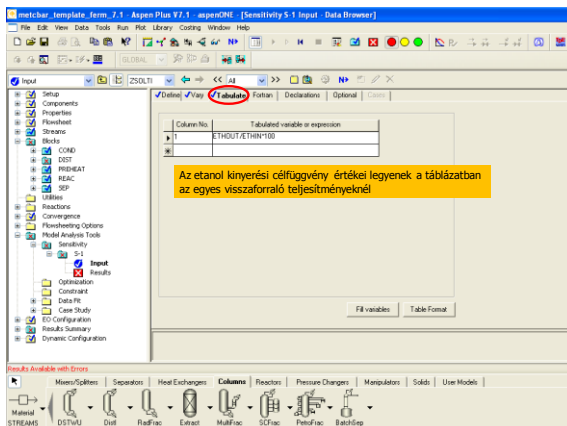 metcbar_template_ferm_7.1 - Aspen Plus V7.1 - aspenONE - [Sensitivity S-1 Input - Data Browser]
File Edit View Data Tools Run Plot Library Costing Window Help
GLOBAL
Input
ZSOLTI
All
Setup
Components
Properties
Flowsheet
Streams
Blocks
COND
DIST
PREHEAT
REAC
SEP
Utilities
Reactions
Convergence
Flowsheeting Options
Model Analysis Tools
Sensitivity
S-1
Input
Results
Optimization
Constraint
Data Fit
Case Study
EO Configuration
Results Summary
Dynamic Configuration
Define Vary Tabulate Fortran Declarations Optional Cases
Column No. Tabulated variable or expression
1 ETHOUT/ETHIN*100
Az etanol kinyerési célfüggvény értékei legyenek a táblázatban
az egyes visszaforraló teljesítményeknél
Fill variables Table Format
Results Available with Errors
Mixers/Splitters Separators Heat Exchangers Columns Reactors Pressure Changers Manipulators Solids User Models
Material
STREAMS DSTWU Distl RadFrac Extract MultiFrac SCFrac PetroFrac BatchSep